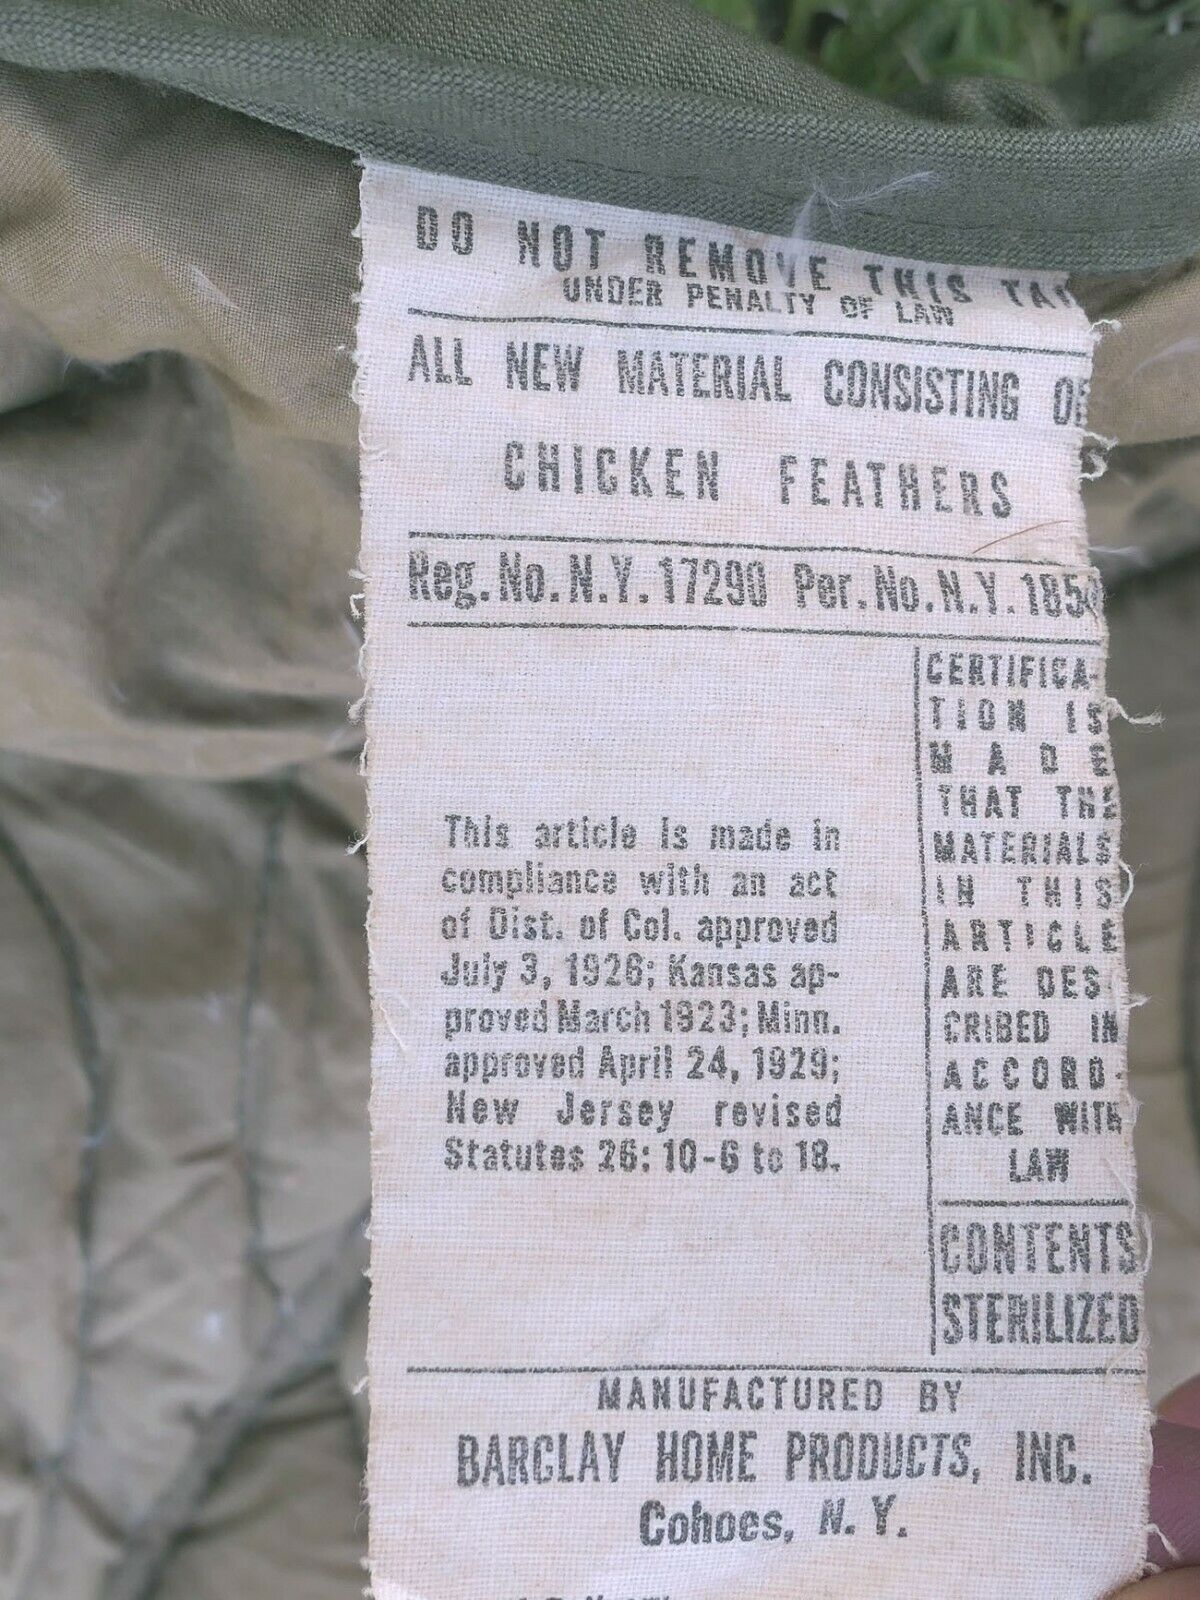 DO NOT REMOVE THIS TA
UNDER PENALTY OF LAW
ALL NEW MATERIAL CONSISTING OF
CHICKEN FEATHERS
Reg. No. N.Y. 17290 Per. No. N.Y. 185
This article is made in
compliance with an act
of Dist. of Col. approved
July 3, 1926; Kansas ap-
proved March 1923; Minn.
approved April 24, 1929;
New Jersey revised
Statutes 26: 10-6 to 18.
CERTIFICA-
TION IS
MADE
THAT THE
MATERIALS
IN THIS
ARTICLE
ARE DES-
CRIBED IN
ACCORD-
ANCE WITH
LAW
CONTENTS
STERILIZED
MANUFACTURED BY
BARCLAY HOME PRODUCTS, INC.
Cohoes, N.Y.